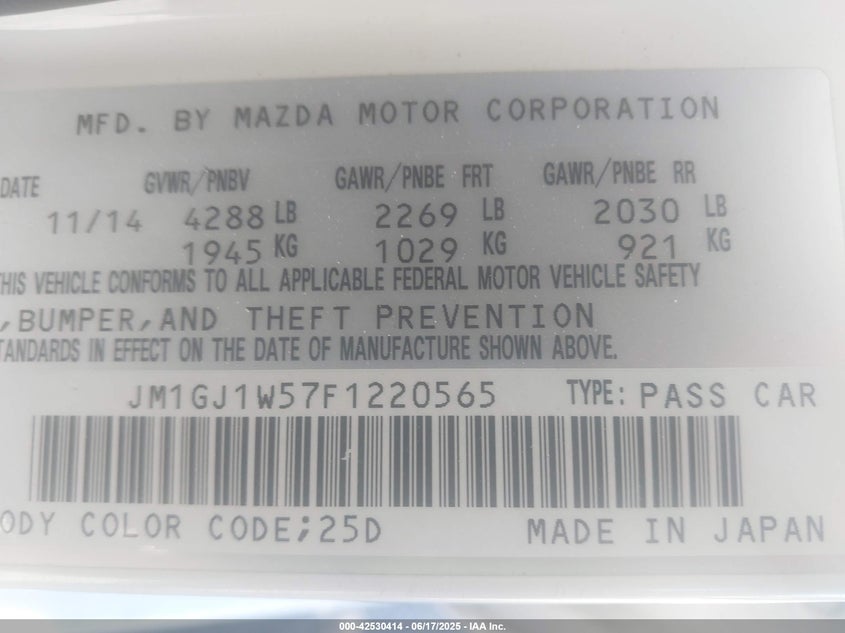 MFD. BY MAZDA MOTOR CORPORATION
DATE GVWR/PNBV GAWR/PNBE FRT GAWR/PNBE RR
11/14 4288 LB 2269 LB 2030 LB
1945 KG 1029 KG 921 KG
THIS VEHICLE CONFORMS TO ALL APPLICABLE FEDERAL MOTOR VEHICLE SAFETY
,BUMPER,AND THEFT PREVENTION
TANDARDS IN EFFECT ON THE DATE OF MANUFACTURE SHOWN ABOVE.
JM1GJ1W57F1220565 TYPE: PASS CAR
ODY COLOR CODE;25D MADE IN JAPAN
000-42530414 - 06/17/2025 - IAA Inc.